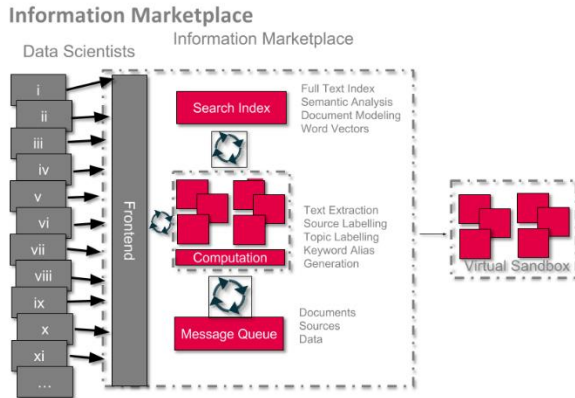 Information Marketplace
Data Scientists
Information Marketplace
i
ii
iii
iv
v
vi
vii
viii
ix
x
xi
...
Frontend
Search Index
Full Text Index
Semantic Analysis
Document Modeling
Word Vectors
Computation
Text Extraction
Source Labelling
Topic Labelling
Keyword Alias
Generation
Message Queue
Documents
Sources
Data
Virtual Sandbox